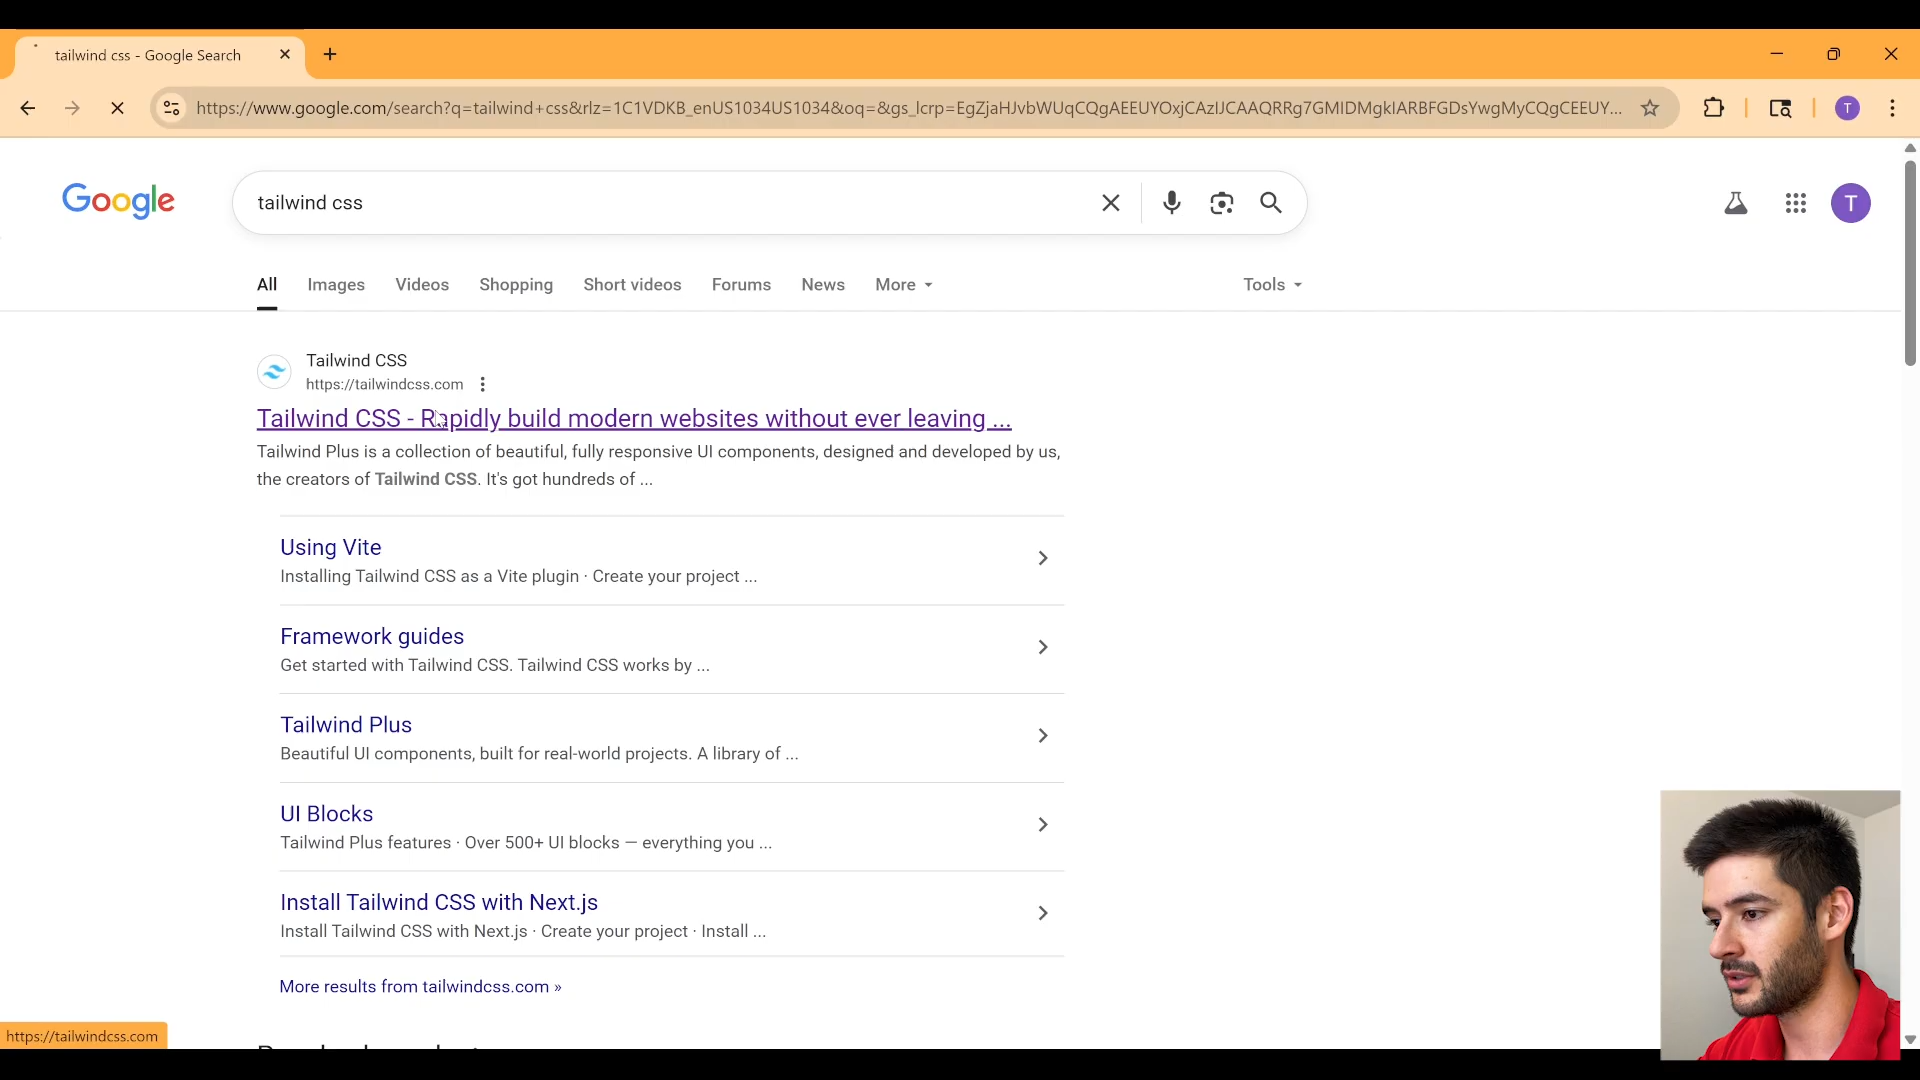 tailwind css - Google Search
https://www.google.com/search?q=tailwind+css&rlz=1C1VDKB_enUS1034US1034&oq=&gs_lcrp=EgZjaHJvbWUqCQgAEEUYOxjCAzIJCAAQRRg7GMIDMgkIARBFGDsYwgMyCQgCEEUY...
T
Google
tailwind css
T
All Images Videos Shopping Short videos Forums News More Tools
Tailwind CSS
https://tailwindcss.com
Tailwind CSS - Rapidly build modern websites without ever leaving ...
Tailwind Plus is a collection of beautiful, fully responsive UI components, designed and developed by us,
the creators of Tailwind CSS. It's got hundreds of ...
Using Vite
Installing Tailwind CSS as a Vite plugin · Create your project ...
Framework guides
Get started with Tailwind CSS. Tailwind CSS works by ...
Tailwind Plus
Beautiful UI components, built for real-world projects. A library of ...
UI Blocks
Tailwind Plus features · Over 500+ UI blocks — everything you ...
Install Tailwind CSS with Next.js
Install Tailwind CSS with Next.js · Create your project · Install ...
More results from tailwindcss.com »
https://tailwindcss.com